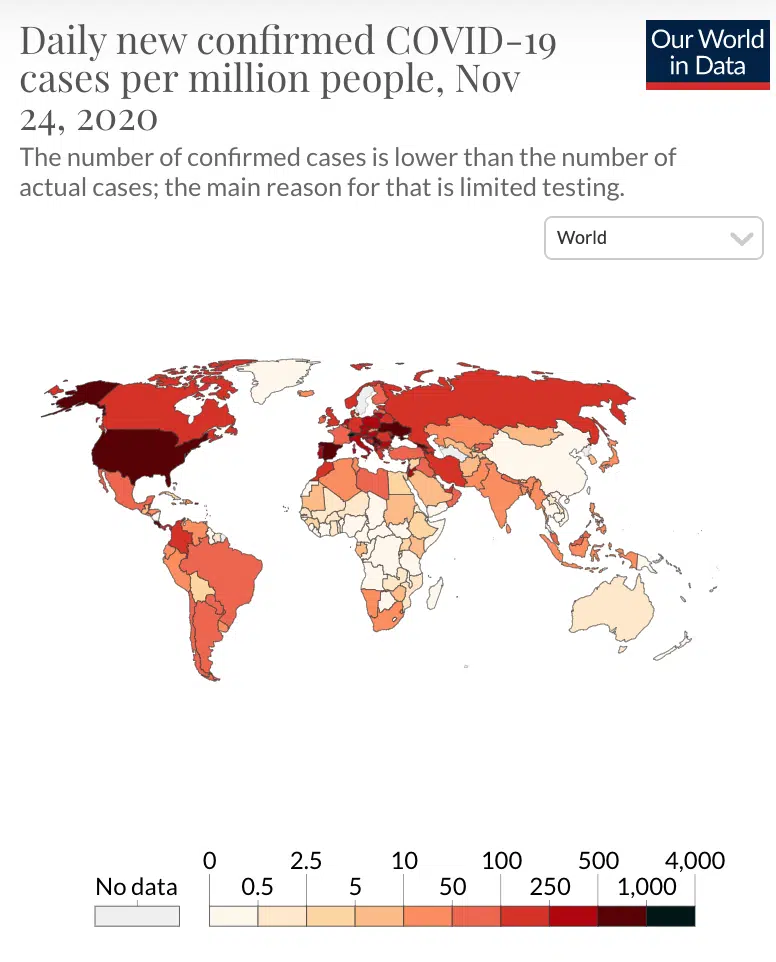 Daily new confirmed COVID-19
cases per million people, Nov
24, 2020
Our World
in Data
The number of confirmed cases is lower than the number of
actual cases; the main reason for that is limited testing.
World
0 2.5 10 100 500 4,000
No data 0.5 5 50 250 1,000